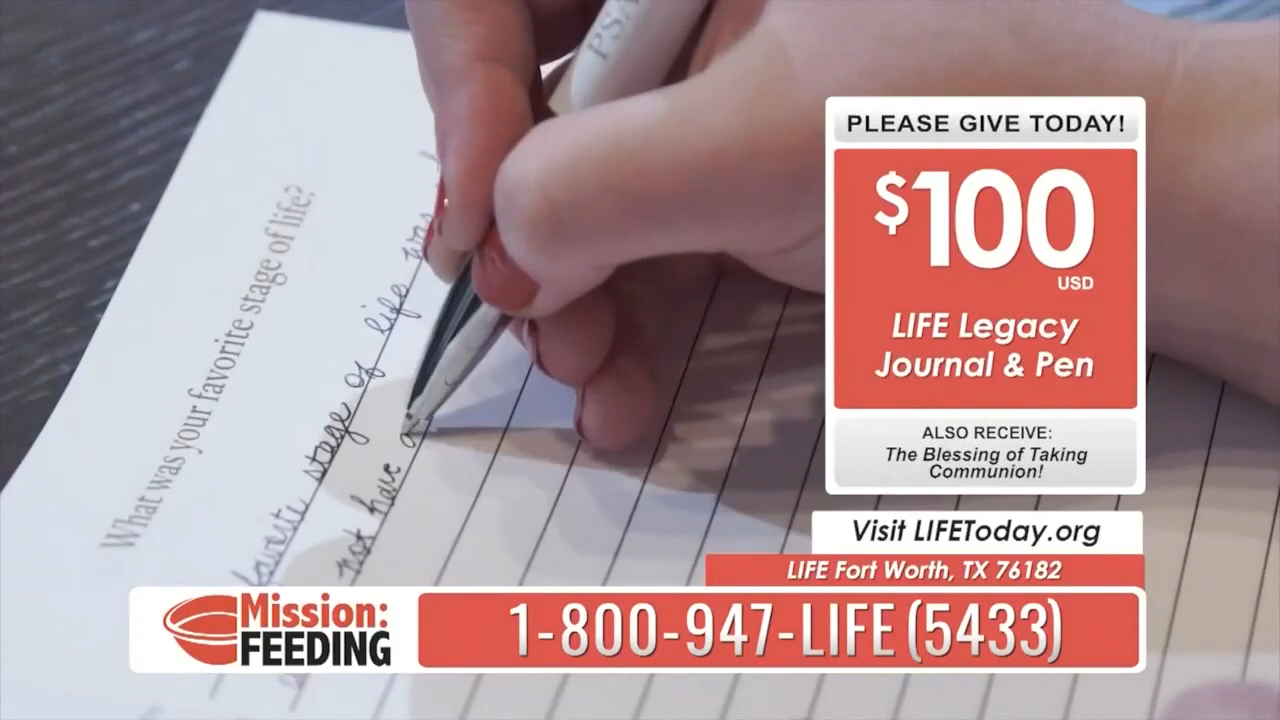 PSA
What was your favorite stage of life?
favorite stage of life was
not have a
PLEASE GIVE TODAY!
$100
USD
LIFE Legacy
Journal & Pen
ALSO RECEIVE:
The Blessing of Taking
Communion!
Visit LIFEToday.org
LIFE Fort Worth, TX 76182
Mission:
FEEDING
1-800-947-LIFE (5433)